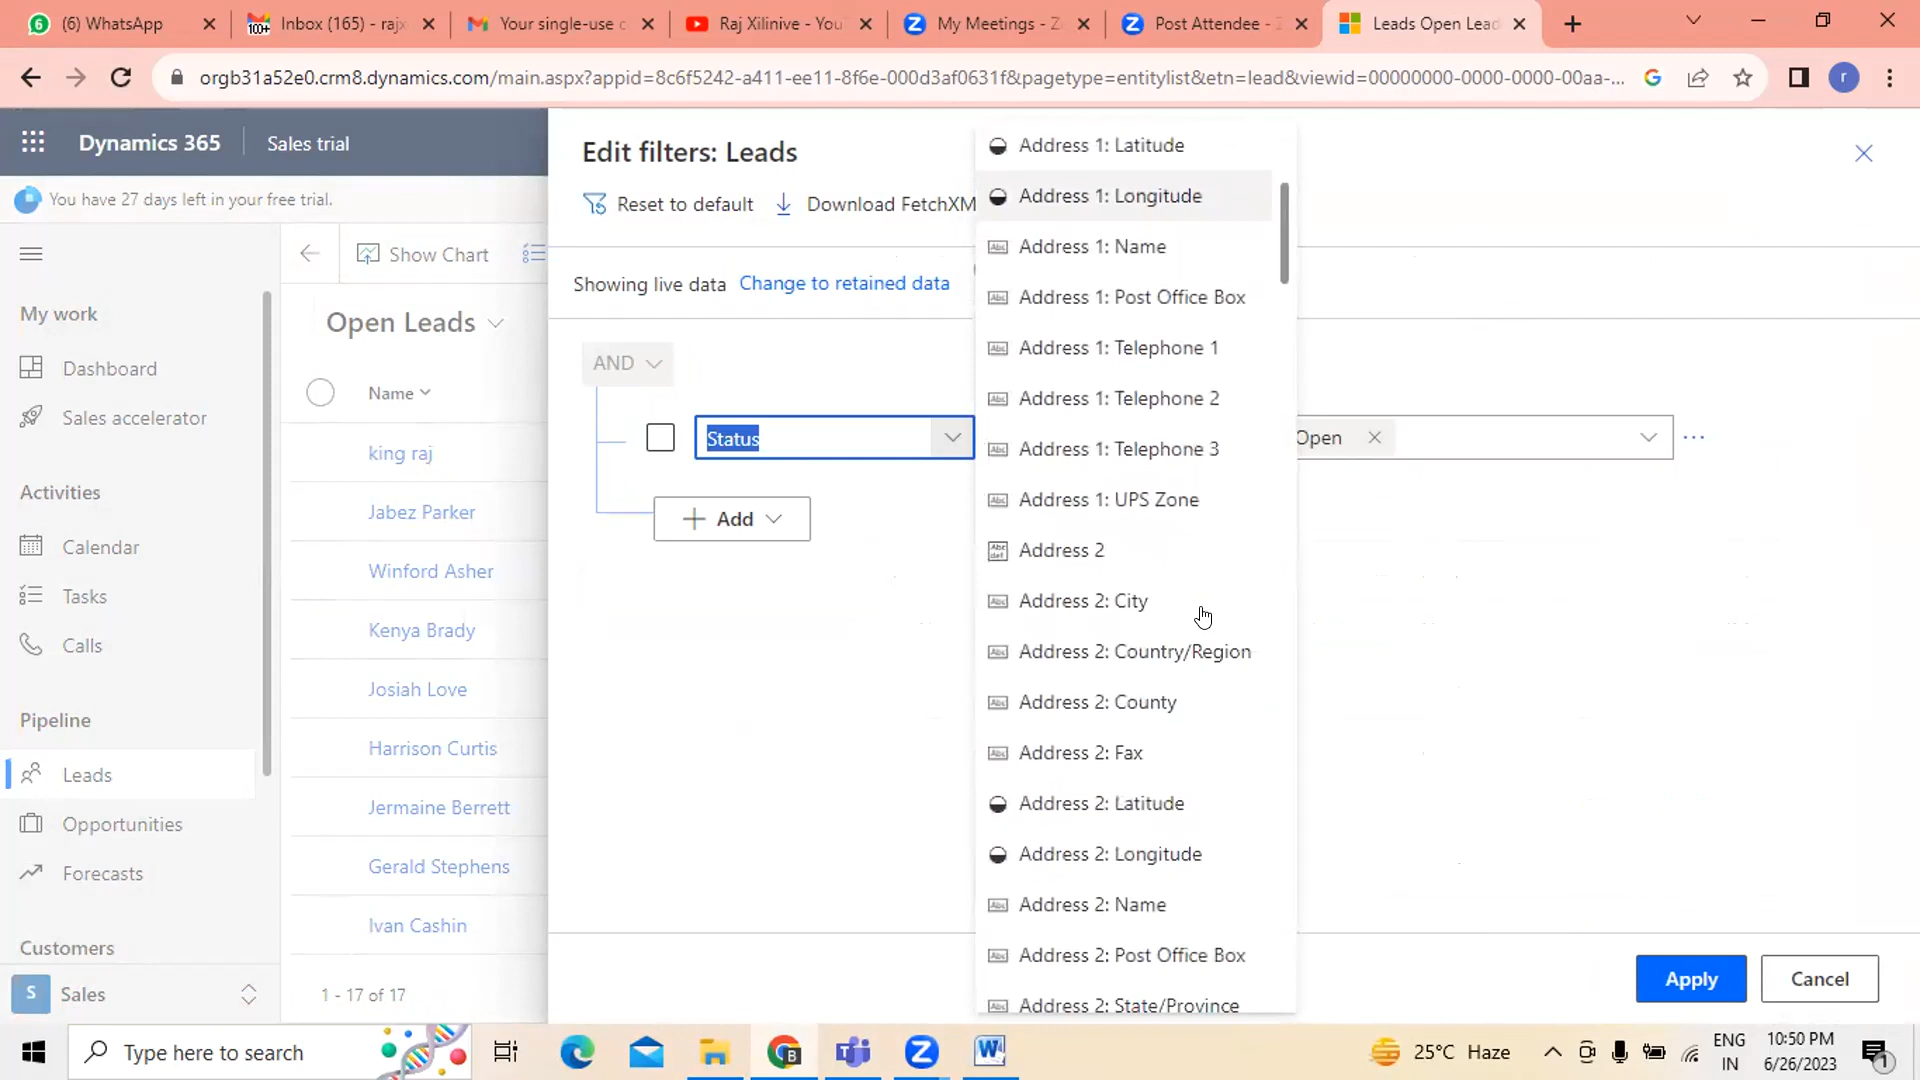 (6) WhatsApp
Inbox (165) - rajx
Your single-use c
Raj Xilinive - You
My Meetings - Z
Post Attendee -
Leads Open Lead
orgb31a52e0.crm8.dynamics.com/main.aspx?appid=8c6f5242-a411-ee11-8f6e-000d3af0631f&pagetype=entitylist&etn=lead&viewid=00000000-0000-0000-00aa-...
r
Dynamics 365
Sales trial
You have 27 days left in your free trial.
Show Chart
My work
Dashboard
Sales accelerator
Activities
Calendar
Tasks
Calls
Pipeline
Leads
Opportunities
Forecasts
Customers
S Sales
Open Leads
Name
king raj
Jabez Parker
Winford Asher
Kenya Brady
Josiah Love
Harrison Curtis
Jermaine Berrett
Gerald Stephens
Ivan Cashin
1 - 17 of 17
Edit filters: Leads
Reset to default
Download FetchXM
Showing live data
Change to retained data
AND
Status
Open
Add
Address 1: Latitude
Address 1: Longitude
Address 1: Name
Address 1: Post Office Box
Address 1: Telephone 1
Address 1: Telephone 2
Address 1: Telephone 3
Address 1: UPS Zone
Address 2
Address 2: City
Address 2: Country/Region
Address 2: County
Address 2: Fax
Address 2: Latitude
Address 2: Longitude
Address 2: Name
Address 2: Post Office Box
Address 2: State/Province
Apply
Cancel
Type here to search
25°C Haze
ENG
IN
10:50 PM
6/26/2023
1